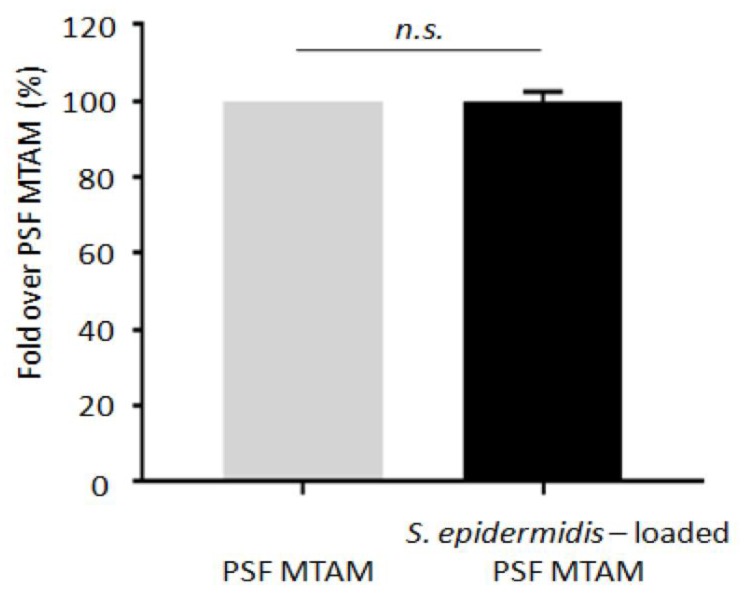 Fold over PSF MTAM (%)
120
100
80
60
40
20
0
n.s.
PSF MTAM
S. epidermidis – loaded
PSF MTAM